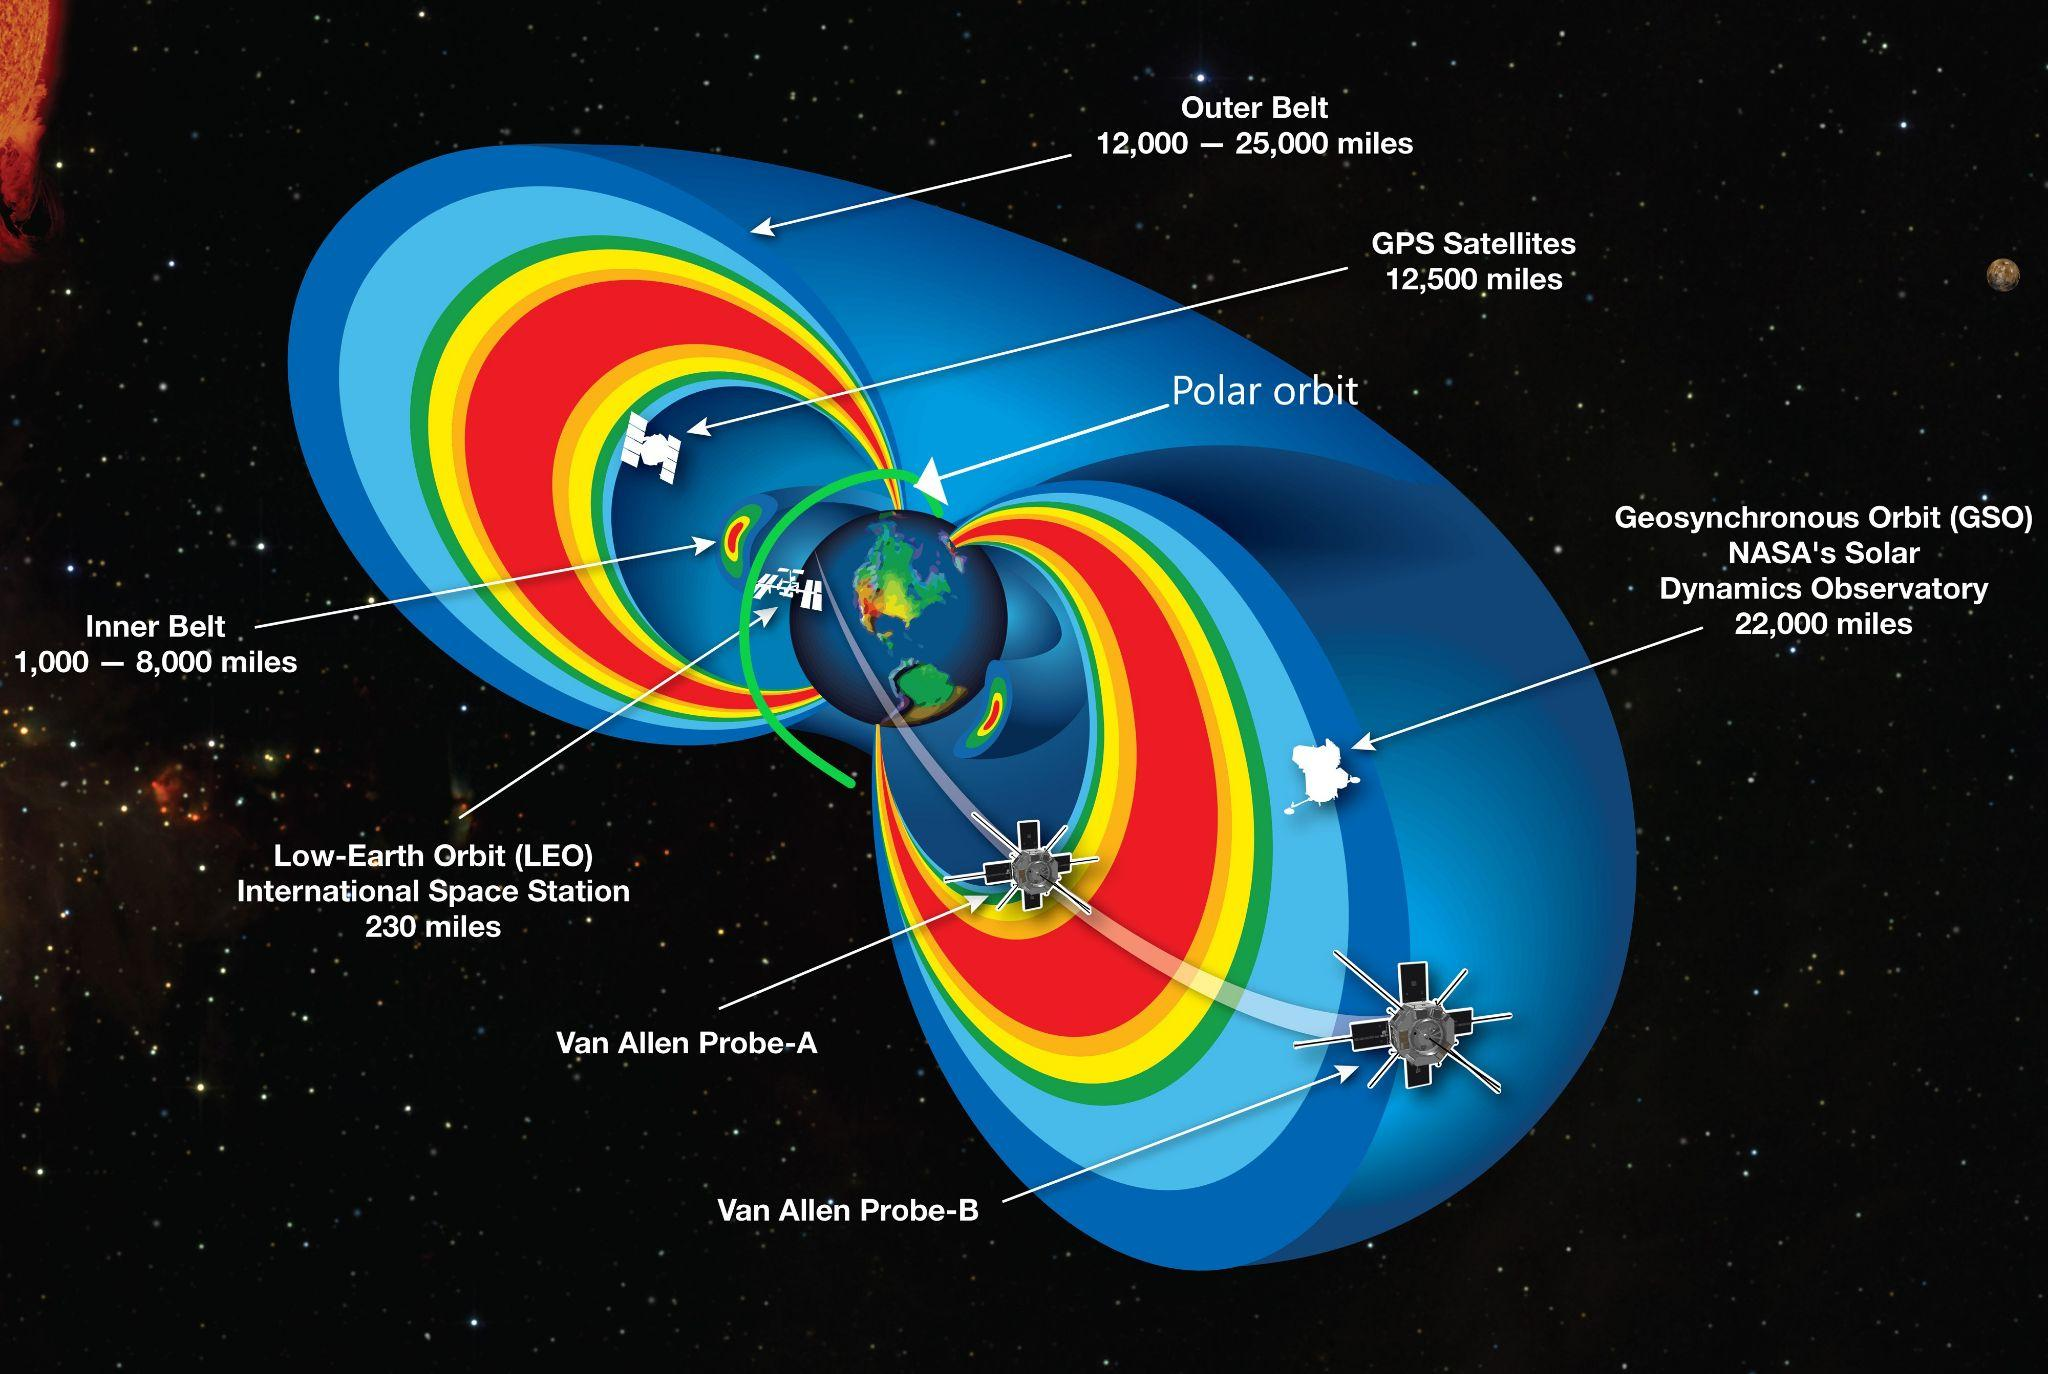 Outer Belt
12,000 — 25,000 miles
GPS Satellites
12,500 miles
Polar orbit
Geosynchronous Orbit (GSO)
NASA's Solar
Dynamics Observatory
22,000 miles
Inner Belt
1,000 — 8,000 miles
Low-Earth Orbit (LEO)
International Space Station
230 miles
Van Allen Probe-A
Van Allen Probe-B